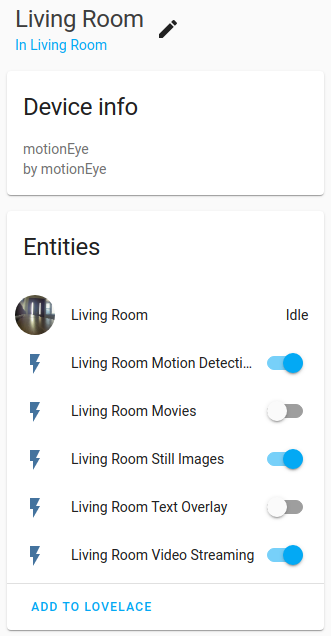 Living Room
In Living Room
Device info
motionEye
by motionEye
Entities
Living Room
Idle
Living Room Motion Detecti...
Living Room Movies
Living Room Still Images
Living Room Text Overlay
Living Room Video Streaming
ADD TO LOVELACE